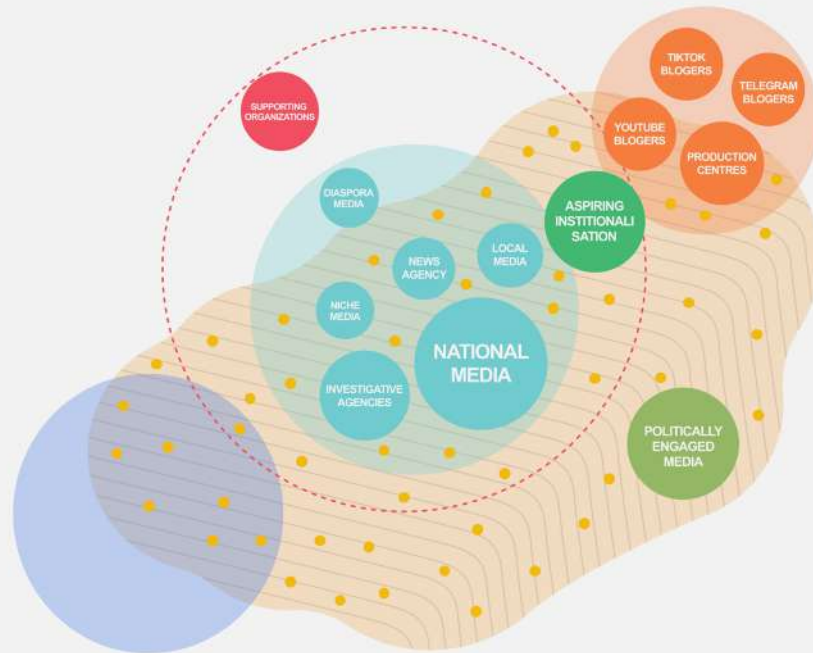 TIKTOK
BLOGERS
TELEGRAM
BLOGERS
SUPPORTING
ORGANIZATIONS
YOUTUBE
BLOGERS
PRODUCTION
CENTRES
DIASPORA
MEDIA
ASPIRING
INSTITIONALI
SATION
LOCAL
MEDIA
NEWS
AGENCY
NICHE
MEDIA
NATIONAL
MEDIA
INVESTIGATIVE
AGENCIES
POLITICALLY
ENGAGED
MEDIA